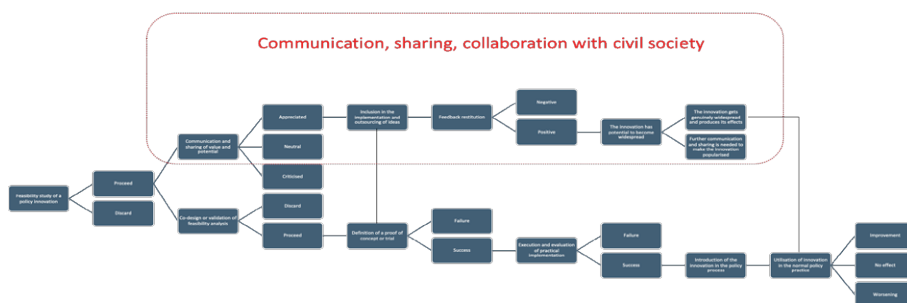 Communication, sharing, collaboration with civil society
Negative
The innovation gets
genuinely widespread
and produces its effects
Appreciated
Inclusion in the
implementation and
outsourcing of ideas
Feedback restitution
Positive
The innovation has
potential to become
widespread
Communication and
sharing of value and
potential
Neutral
Further communication
and sharing is needed to
make the innovation
popularised
Proceed
Criticised
Feasibility study of a
policy innovation
Discard
Co-design or validation of
feasibility analysis
Discard
Failure
Proceed
Definition of a proof of
concept or trial
Success
Execution and evaluation
of practical
implementation
Failure
Success
Introduction of the
innovation in the policy
process
Utilisation of innovation
in the normal policy
practice
Improvement
No effect
Worsening